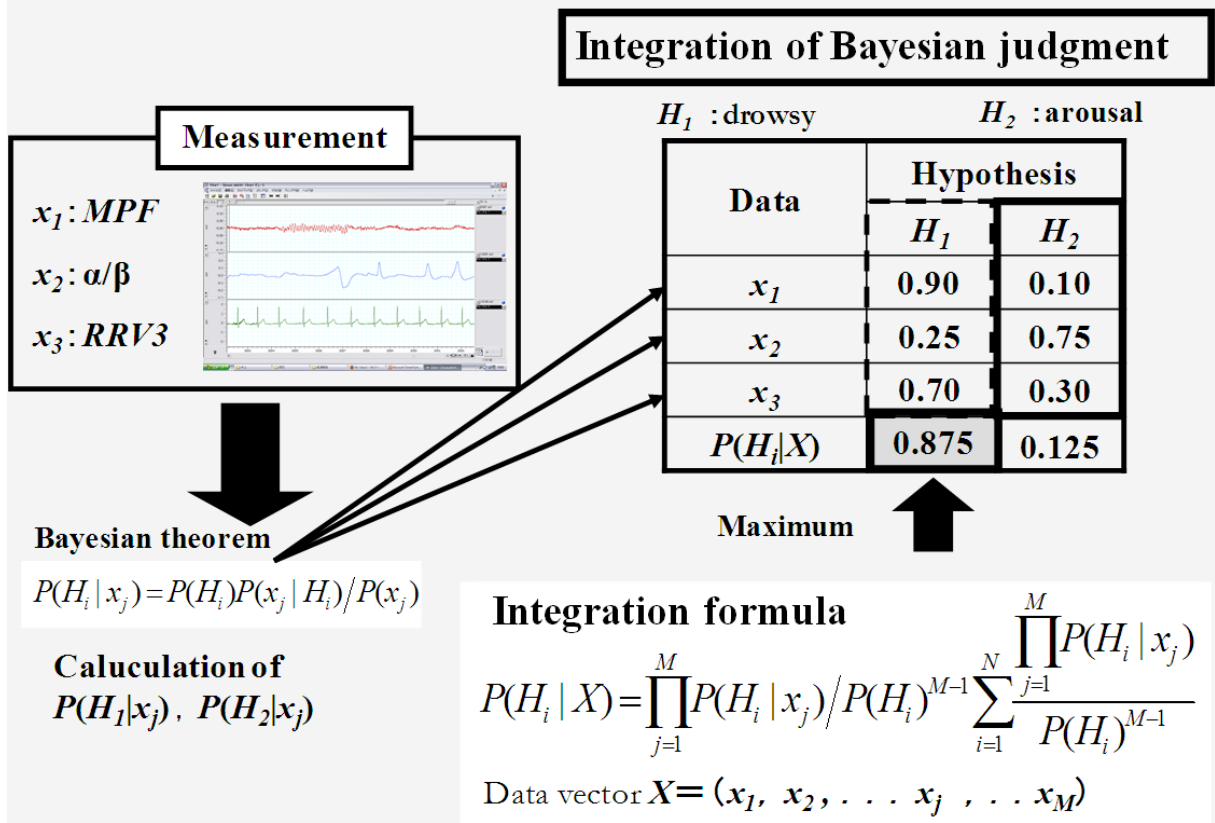 Integration of Bayesian judgment
Measurement
x₁: MPF
x₂: α/β
x₃: RRV3
H₁ : drowsy
H₂ : arousal
Data
Hypothesis
H₁ H₂
x₁ 0.90 0.10
x₂ 0.25 0.75
x₃ 0.70 0.30
P(Hᵢ|X) 0.875 0.125
Maximum
Bayesian theorem
P(Hᵢ | xⱼ) = P(Hᵢ)P(xⱼ | Hᵢ)/P(xⱼ)
Caluculation of
P(H₁|xⱼ) , P(H₂|xⱼ)
Integration formula
P(Hᵢ | X) = ∏_{j=1}^{M} P(Hᵢ | xⱼ) / P(Hᵢ)^{M−1} ∑_{i=1}^{N} ∏_{j=1}^{M} P(Hᵢ | xⱼ) / P(Hᵢ)^{M−1}
Data vector X= (x₁, x₂, . . . xⱼ , . . x_M)